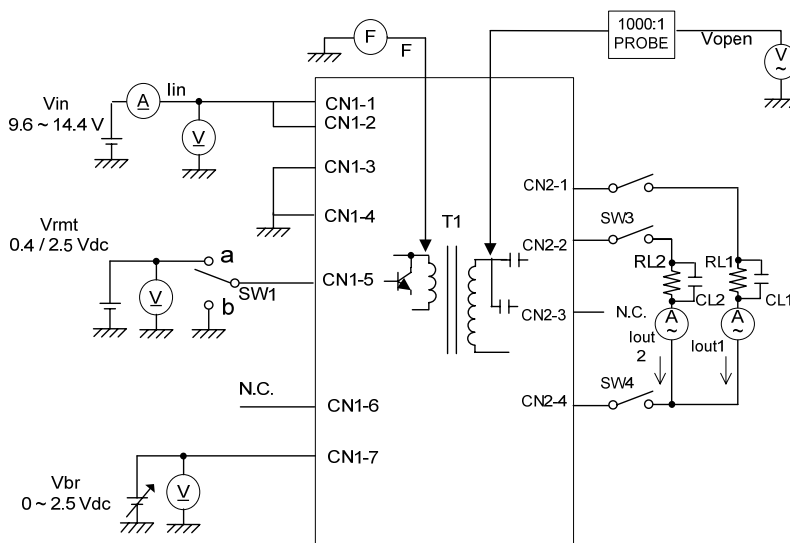 F
F
1000:1
PROBE
Vopen
V
~
Vin
9.6 ~ 14.4 V
A
Iin
V
CN1-1
CN1-2
CN1-3
CN1-4
Vrmt
0.4 / 2.5 Vdc
V
a
b
SW1
CN1-5
T1
CN2-1
SW3
CN2-2
RL2
RL1
CL2
CL1
CN2-3
N.C.
A
~
A
~
Iout
2
Iout1
SW4
CN2-4
N.C.
CN1-6
CN1-7
Vbr
0 ~ 2.5 Vdc
V